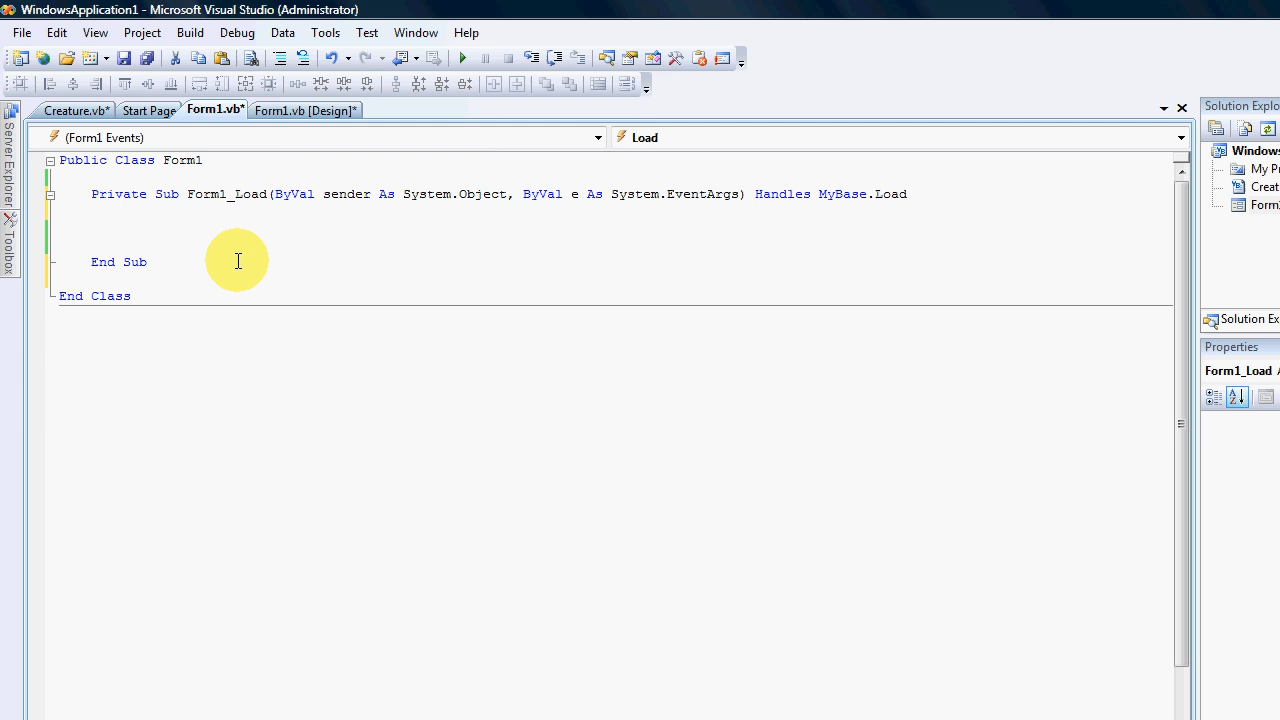 WindowsApplication1 - Microsoft Visual Studio (Administrator)
File Edit View Project Build Debug Data Tools Test Window Help
Creature.vb* Start Page Form1.vb* Form1.vb [Design]*
(Form1 Events) Load
Server Explorer
Toolbox
Public Class Form1
Private Sub Form1_Load(ByVal sender As System.Object, ByVal e As System.EventArgs) Handles MyBase.Load
End Sub
End Class
Solution Explo
Windows
My Pr
Creat
Form
Solution Ex
Properties
Form1_Load A